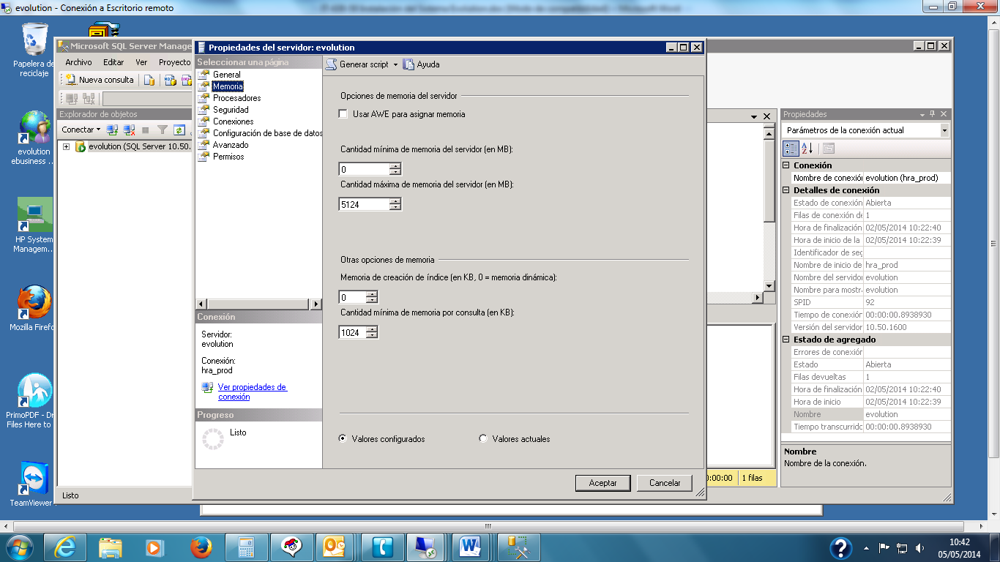 evolution - Conexión a Escritorio remoto
Papelera de
reciclaje
evolution
ebusiness ..
HP System
Managem...
Mozilla Firefo
PrimoPDF - Dr
Files Here to
TeamViewer
Microsoft SQL Server Manag
Archivo Editar Ver Proyecto
Nueva consulta
Explorador de objetos
Conectar
evolution (SQL Server 10.50.
Listo
Propiedades del servidor: evolution
Seleccionar una página
General
Memoria
Procesadores
Seguridad
Conexiones
Configuración de base de datos
Avanzado
Permisos
Conexión
Servidor:
evolution
Conexión:
hra_prod
Ver propiedades de
conexión
Progreso
Listo
Generar script Ayuda
Opciones de memoria del servidor
Usar AWE para asignar memoria
Cantidad mínima de memoria del servidor (en MB):
0
Cantidad máxima de memoria del servidor (en MB):
5124
Otras opciones de memoria
Memoria de creación de índice (en KB, 0 = memoria dinámica):
0
Cantidad mínima de memoria por consulta (en KB):
1024
Valores configurados Valores actuales
Aceptar Cancelar
0:00:00 1 filas
Propiedades
Parámetros de la conexión actual
Conexión
Nombre de conexió evolution (hra_prod)
Detalles de conexión
Estado de conexión Abierta
Filas de conexión de 1
Hora de finalización 02/05/2014 10:22:40
Hora de inicio de la 02/05/2014 10:22:39
Identificador de seg
Nombre de inicio de hra_prod
Nombre del servidor evolution
Nombre para mostra evolution
SPID 92
Tiempo de conexión 00:00:00.8938930
Versión del servidor 10.50.1600
Estado de agregado
Errores de conexión
Estado Abierta
Filas devueltas 1
Hora de finalización 02/05/2014 10:22:40
Hora de inicio 02/05/2014 10:22:39
Nombre evolution
Tiempo transcurrido 00:00:00.8938930
Nombre
Nombre de la conexión.
10:42
05/05/2014